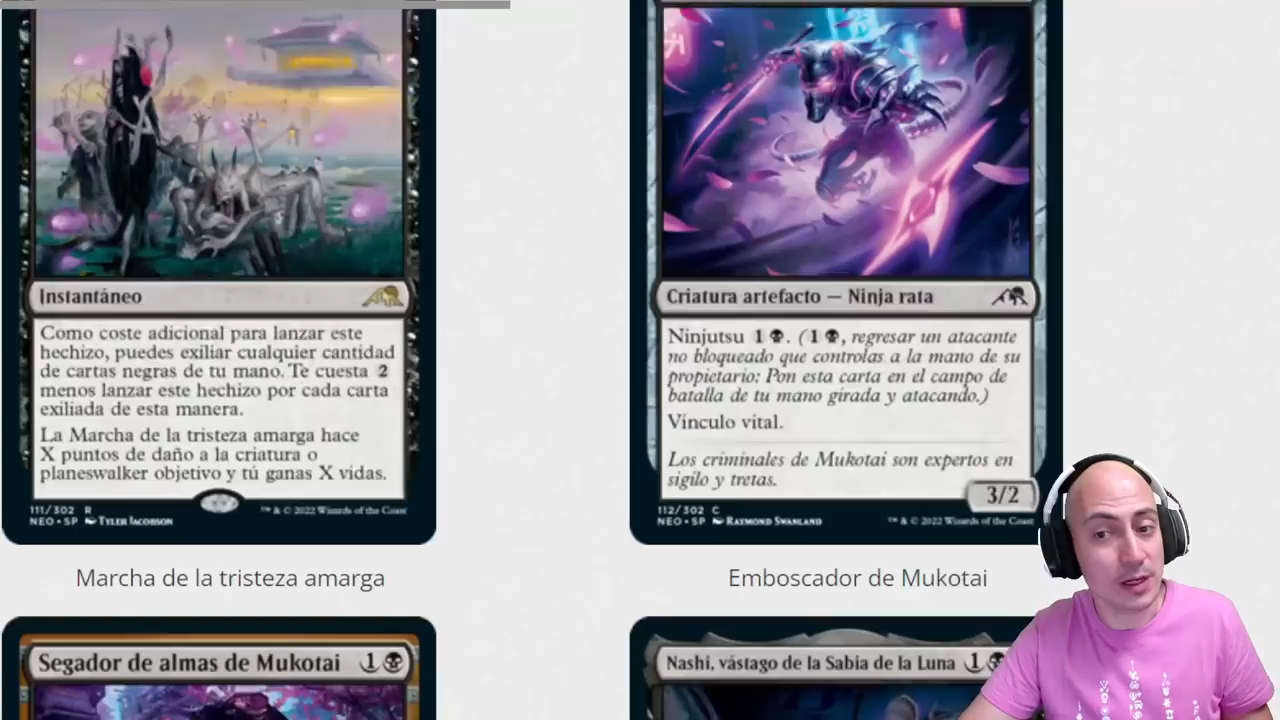 Instantáneo
Como coste adicional para lanzar este
hechizo, puedes exiliar cualquier cantidad
de cartas negras de tu mano. Te cuesta 2
menos lanzar este hechizo por cada carta
exiliada de esta manera.
La Marcha de la tristeza amarga hace
X puntos de daño a la criatura o
planeswalker objetivo y tú ganas X vidas.
111/302 R
NEO • SP Tyler Jacobson
™ & © 2022 Wizards of the Coast
Marcha de la tristeza amarga
Criatura artefacto — Ninja rata
Ninjutsu 1. (1, regresar un atacante
no bloqueado que controlas a la mano de su
propietario: Pon esta carta en el campo de
batalla de tu mano girada y atacando.)
Vínculo vital.
Los criminales de Mukotai son expertos en
sigilo y tretas.
3/2
112/302 C
NEO • SP Raymond Swanland
™ & © 2022 Wizards of the Coast
Emboscador de Mukotai
Segador de almas de Mukotai 1
Nashi, vástago de la Sabia de la Luna 1